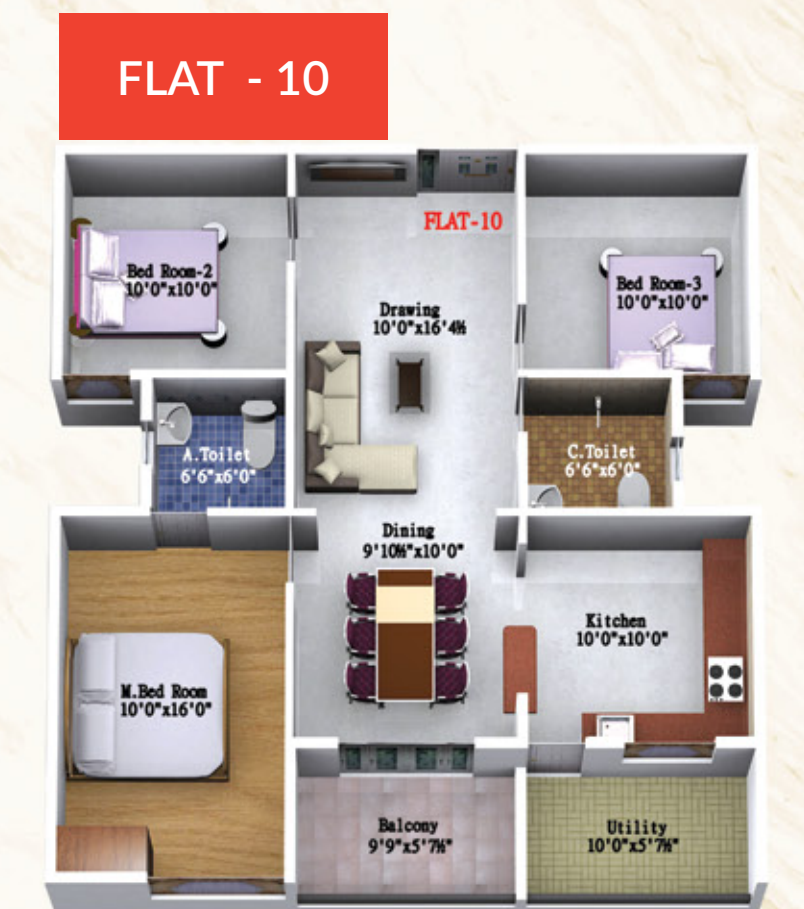 FLAT - 10
FLAT-10
Bed Room-2
10'0"x10'0"
Bed Room-3
10'0"x10'0"
Drawing
10'0"x16'4½
A.Toilet
6'6"x6'0"
C.Toilet
6'6"x6'0"
Dining
9'10½"x10'0"
Kitchen
10'0"x10'0"
M.Bed Room
10'0"x16'0"
Balcony
9'9"x5'7½"
Utility
10'0"x5'7½"